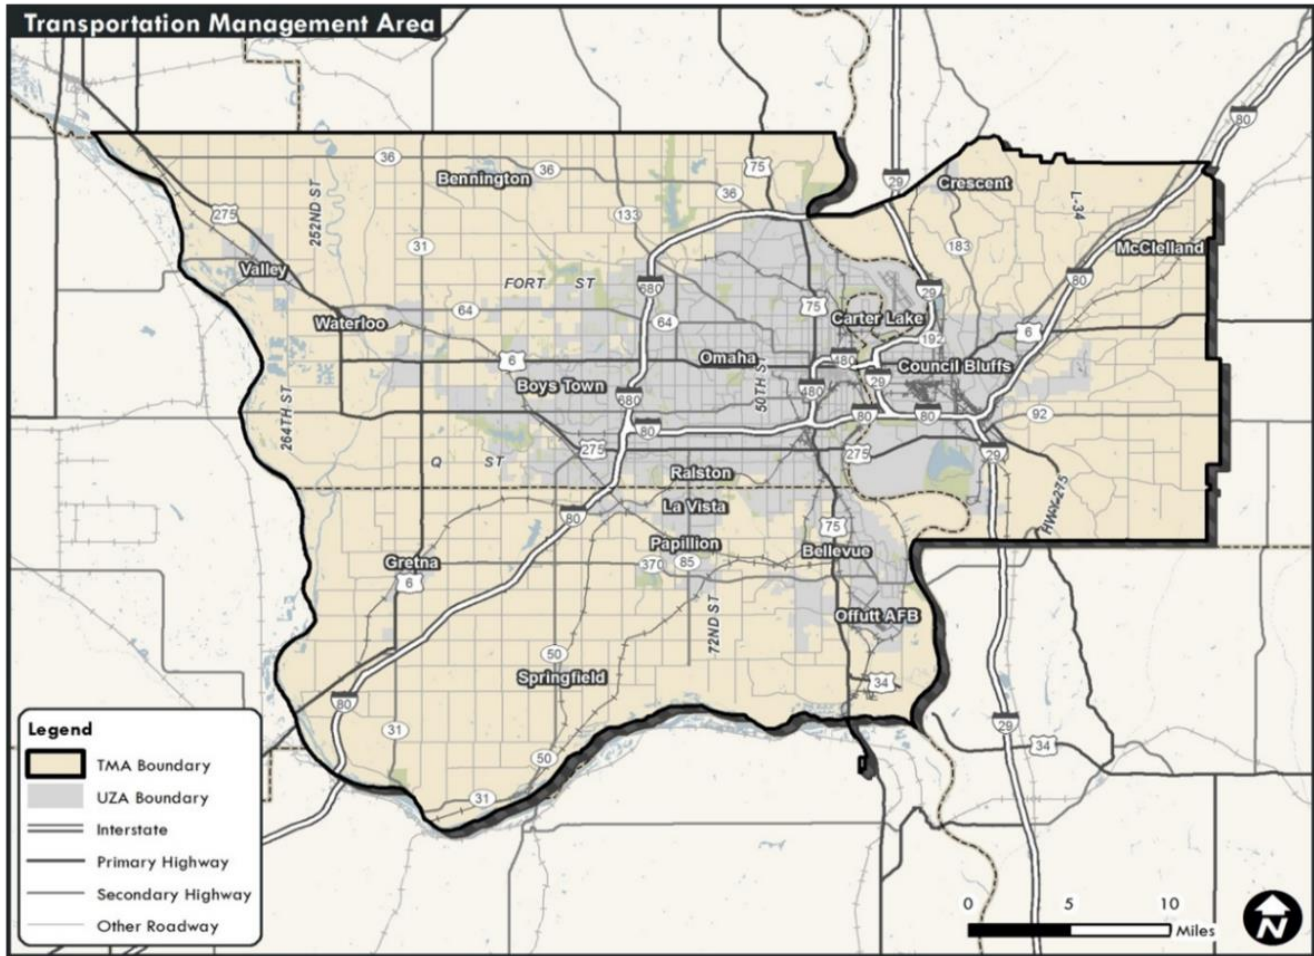 Transportation Management Area
80
36
Bennington
36
75
36
29
Crescent
L-34
275
252ND ST
133
31
183
McClelland
Valley
FORT ST
680
29
80
Waterloo
64
64
75
Carter Lake
192
6
6
Omaha
480
Council Bluffs
Boys Town
50TH ST
29
680
480
264TH ST
80
80
80
92
275
275
29
Q ST
Ralston
La Vista
80
HWY-275
75
Papillion
Bellevue
Gretna
370
85
6
72ND ST
Offutt AFB
50
Springfield
34
80
31
29
34
50
31
Legend
TMA Boundary
UZA Boundary
Interstate
Primary Highway
Secondary Highway
Other Roadway
0 5 10
Miles
N